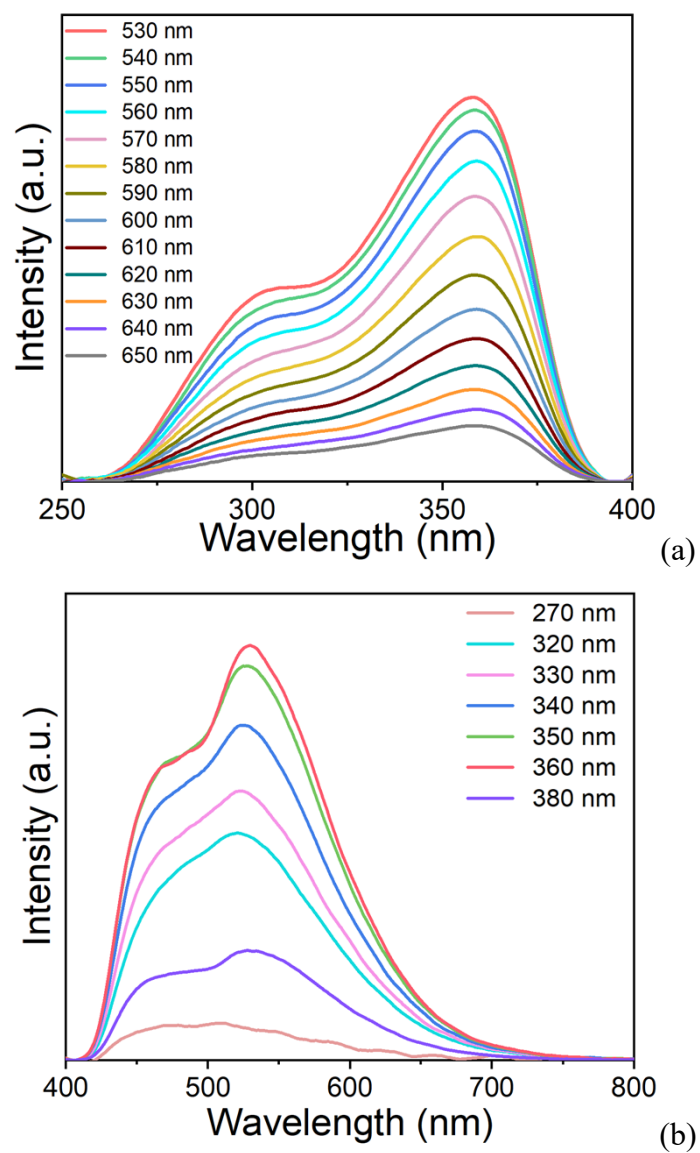 530 nm
540 nm
550 nm
560 nm
570 nm
580 nm
590 nm
600 nm
610 nm
620 nm
630 nm
640 nm
650 nm
Intensity (a.u.)
250 300 350 400
Wavelength (nm)
(a)
270 nm
320 nm
330 nm
340 nm
350 nm
360 nm
380 nm
Intensity (a.u.)
400 500 600 700 800
Wavelength (nm)
(b)